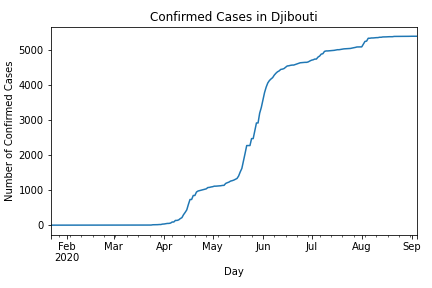 Confirmed Cases in Djibouti
Number of Confirmed Cases
5000
4000
3000
2000
1000
0
Feb Mar Apr May Jun Jul Aug Sep
2020
Day